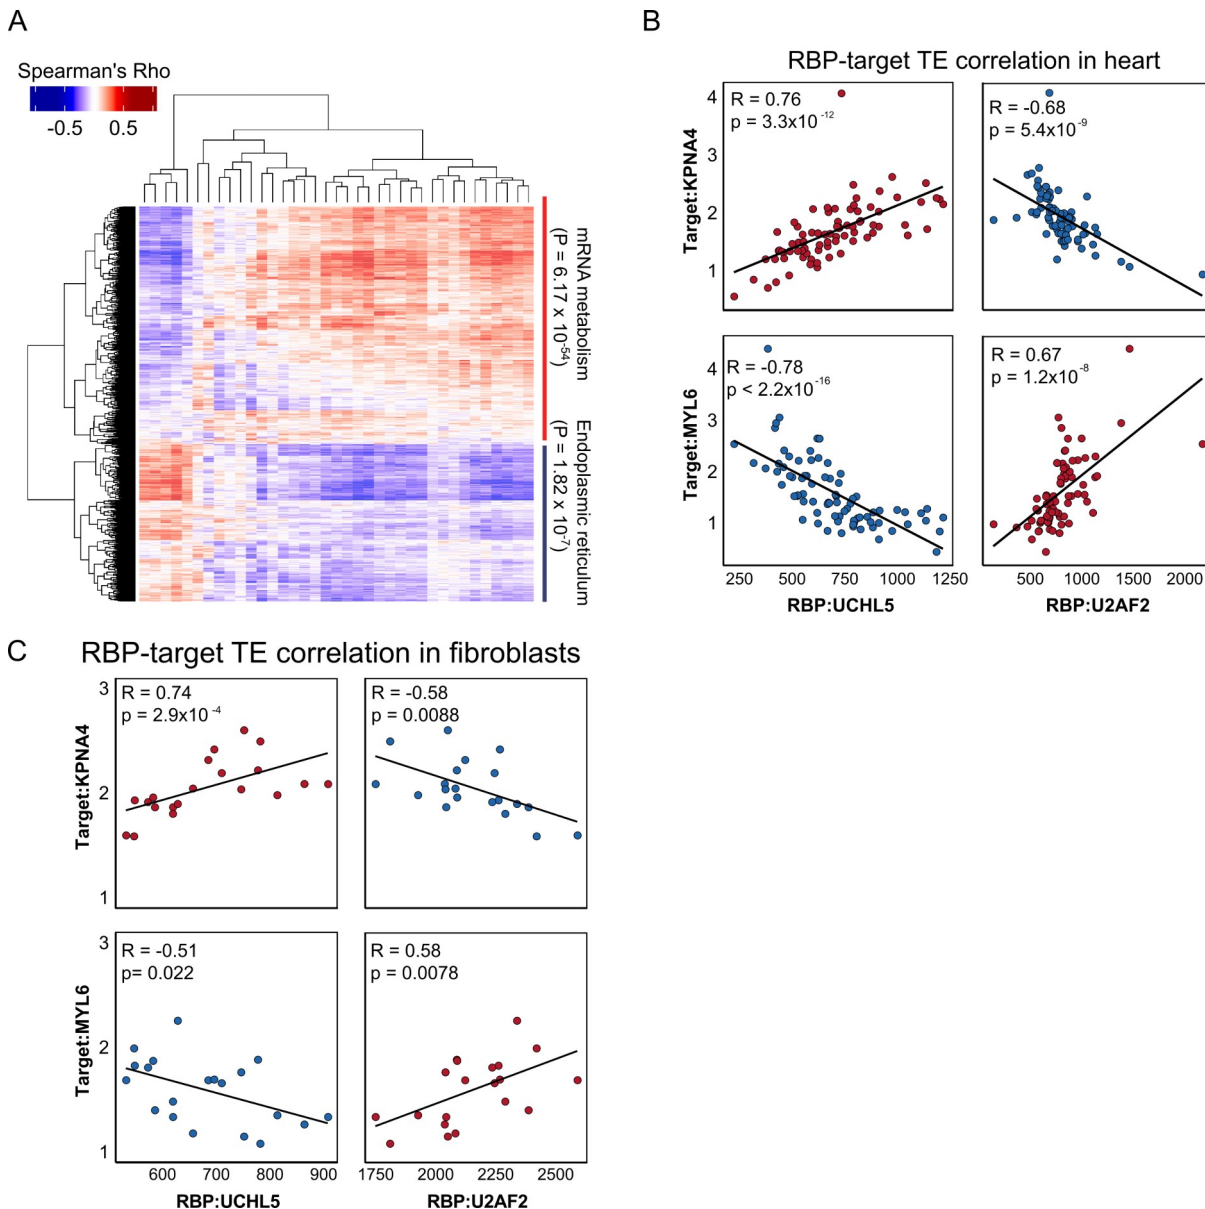 A
Spearman's Rho
-0.5 0.5
mRNA metabolism
(P = 6.17 x 10-54)
Endoplasmic reticulum
(P = 1.82 x 10-7)
B
RBP-target TE correlation in heart
Target:KPNA4
4
3
2
1
R = 0.76
p = 3.3x10 -12
R = -0.68
p = 5.4x10 -9
Target:MYL6
4
3
2
1
R = -0.78
p < 2.2x10 -16
R = 0.67
p = 1.2x10 -8
250 500 750 1000 1250
RBP:UCHL5
500 1000 1500 2000
RBP:U2AF2
C
RBP-target TE correlation in fibroblasts
Target:KPNA4
3
2
1
R = 0.74
p = 2.9x10 -4
R = -0.58
p = 0.0088
Target:MYL6
3
2
1
R = -0.51
p= 0.022
R = 0.58
p = 0.0078
600 700 800 900
RBP:UCHL5
1750 2000 2250 2500
RBP:U2AF2